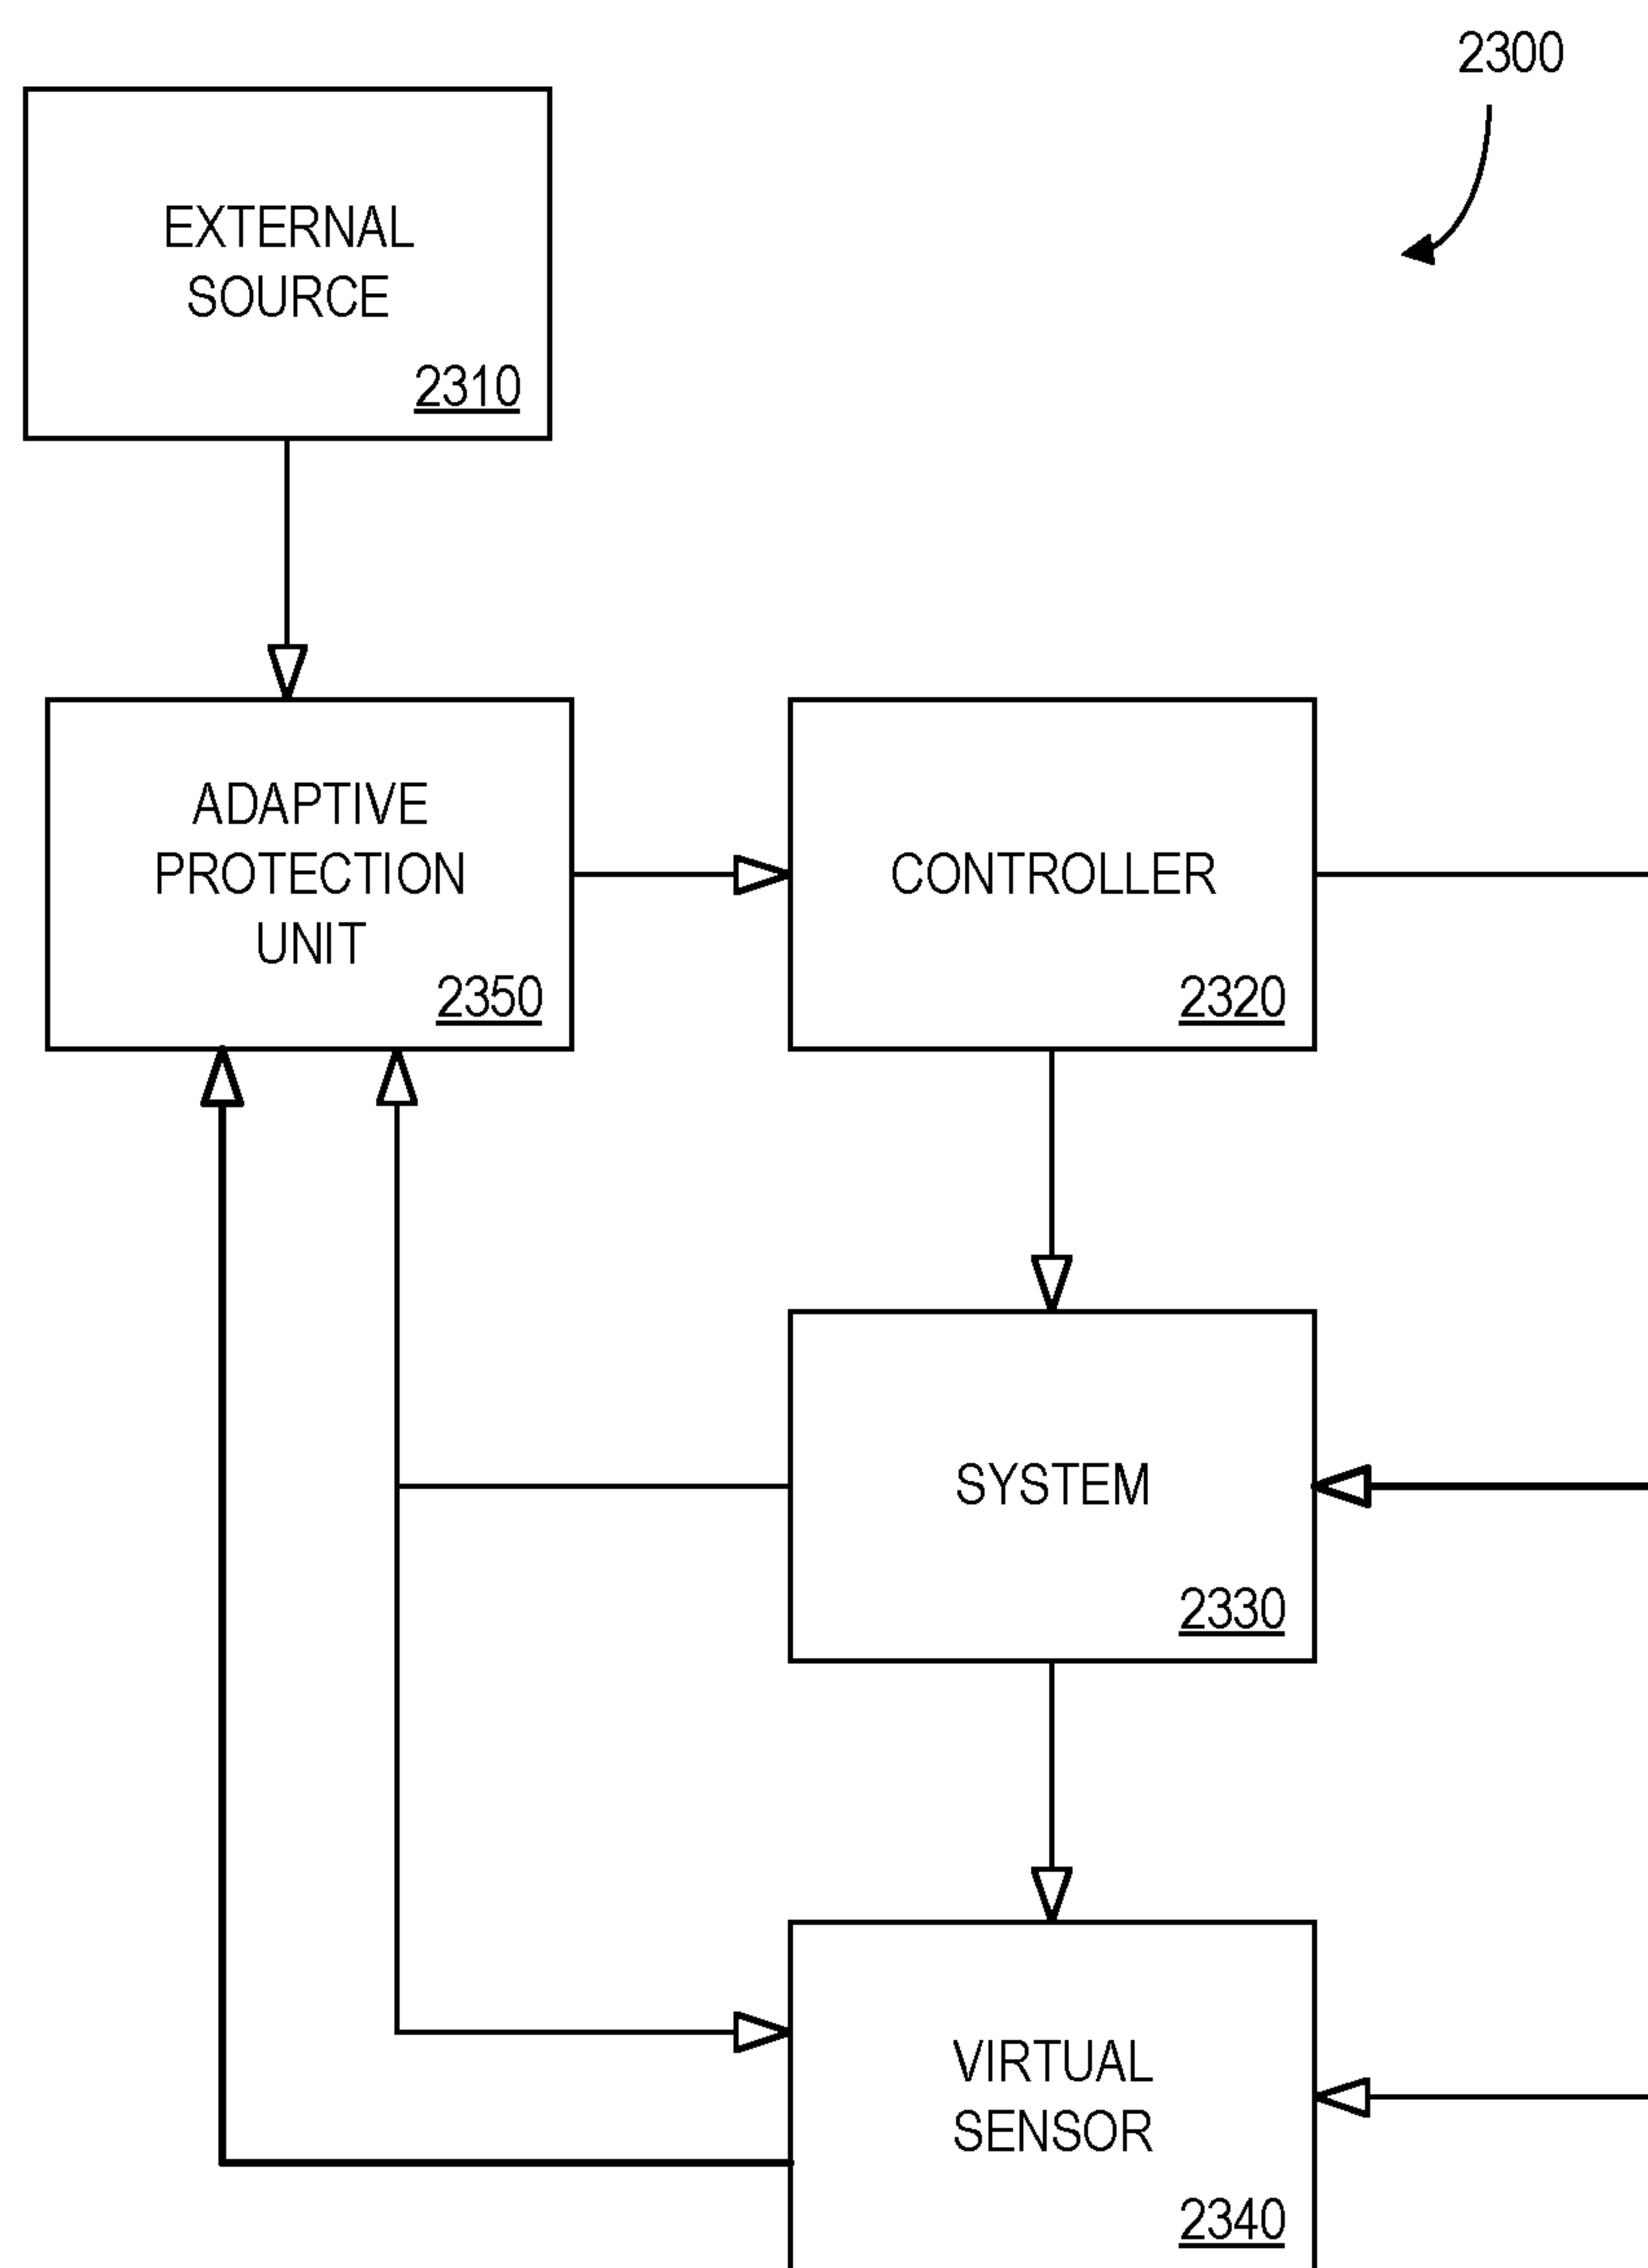 2300
EXTERNAL
SOURCE
2310
ADAPTIVE
PROTECTION
UNIT
2350
CONTROLLER
2320
SYSTEM
2330
VIRTUAL
SENSOR
2340